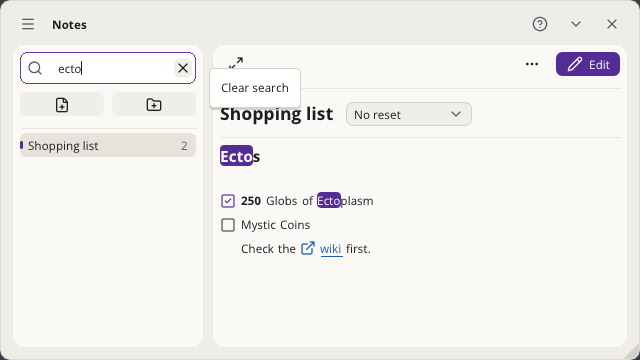 Notes
ecto
Clear search
Edit
Shopping list
No reset
Shopping list 2
Ectos
250 Globs of Ectoplasm
Mystic Coins
Check the wiki first.